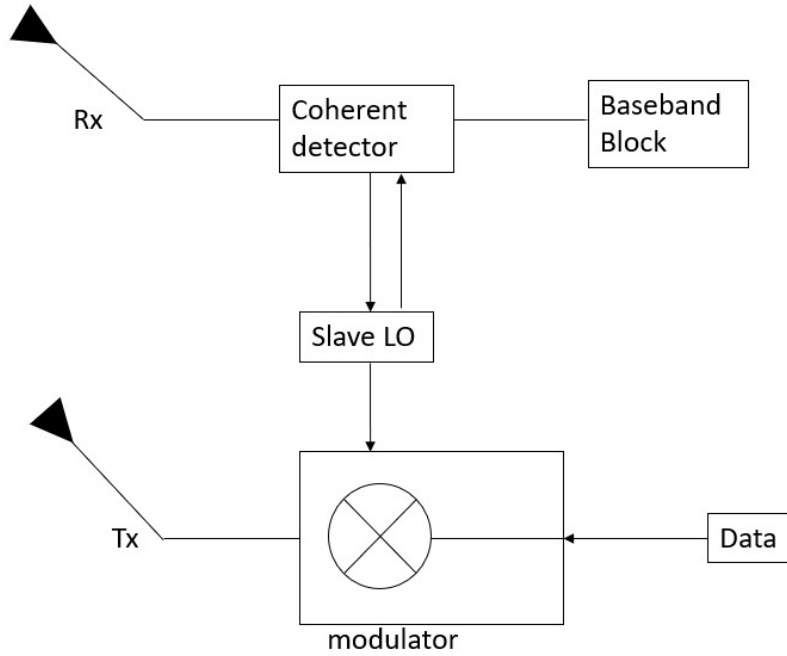 Rx
Coherent
detector
Baseband
Block
Slave LO
Tx
Data
modulator